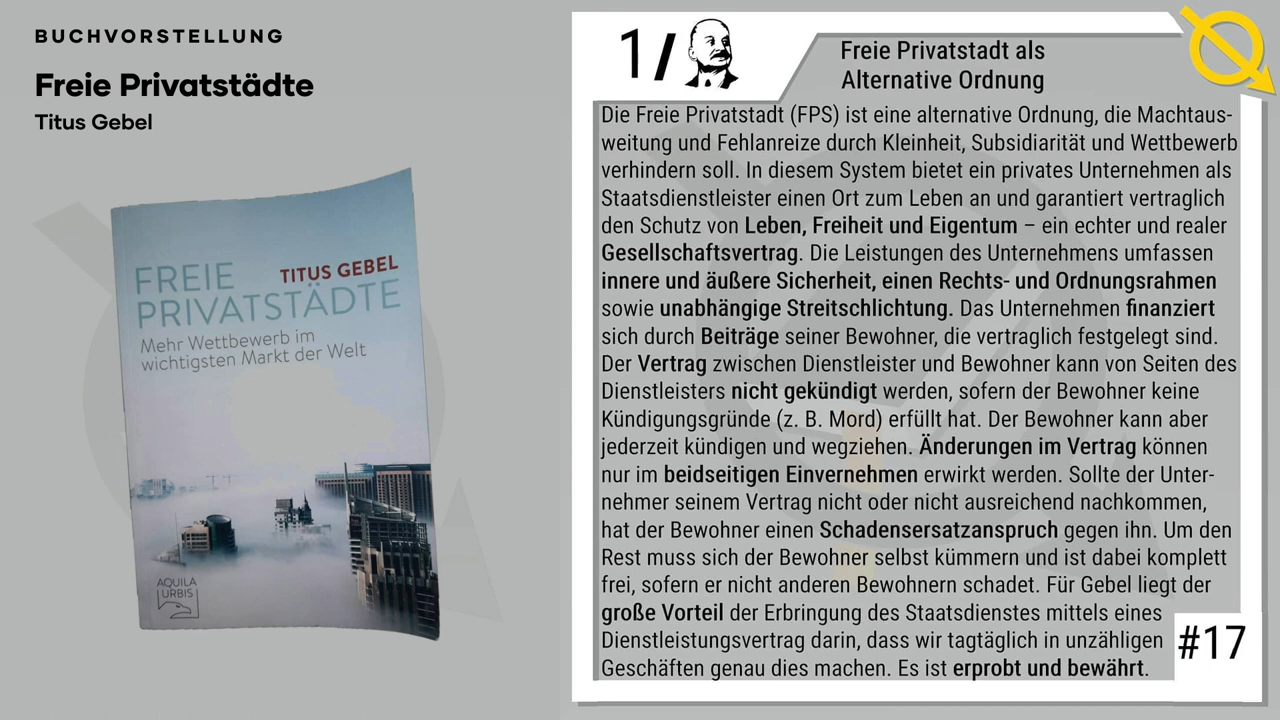 BUCHVORSTELLUNG
Freie Privatstädte
Titus Gebel
FREIE
TITUS GEBEL
PRIVATSTÄDTE
Mehr Wettbewerb im
wichtigsten Markt der Welt
AQUILA
URBIS
1/
Freie Privatstadt als
Alternative Ordnung
Die Freie Privatstadt (FPS) ist eine alternative Ordnung, die Machtaus-
weitung und Fehlanreize durch Kleinheit, Subsidiarität und Wettbewerb
verhindern soll. In diesem System bietet ein privates Unternehmen als
Staatsdienstleister einen Ort zum Leben an und garantiert vertraglich
den Schutz von Leben, Freiheit und Eigentum – ein echter und realer
Gesellschaftsvertrag. Die Leistungen des Unternehmens umfassen
innere und äußere Sicherheit, einen Rechts- und Ordnungsrahmen
sowie unabhängige Streitschlichtung. Das Unternehmen finanziert
sich durch Beiträge seiner Bewohner, die vertraglich festgelegt sind.
Der Vertrag zwischen Dienstleister und Bewohner kann von Seiten des
Dienstleisters nicht gekündigt werden, sofern der Bewohner keine
Kündigungsgründe (z. B. Mord) erfüllt hat. Der Bewohner kann aber
jederzeit kündigen und wegziehen. Änderungen im Vertrag können
nur im beidseitigen Einvernehmen erwirkt werden. Sollte der Unter-
nehmer seinem Vertrag nicht oder nicht ausreichend nachkommen,
hat der Bewohner einen Schadensersatzanspruch gegen ihn. Um den
Rest muss sich der Bewohner selbst kümmern und ist dabei komplett
frei, sofern er nicht anderen Bewohnern schadet. Für Gebel liegt der
große Vorteil der Erbringung des Staatsdienstes mittels eines
Dienstleistungsvertrag darin, dass wir tagtäglich in unzähligen
Geschäften genau dies machen. Es ist erprobt und bewährt.
#17